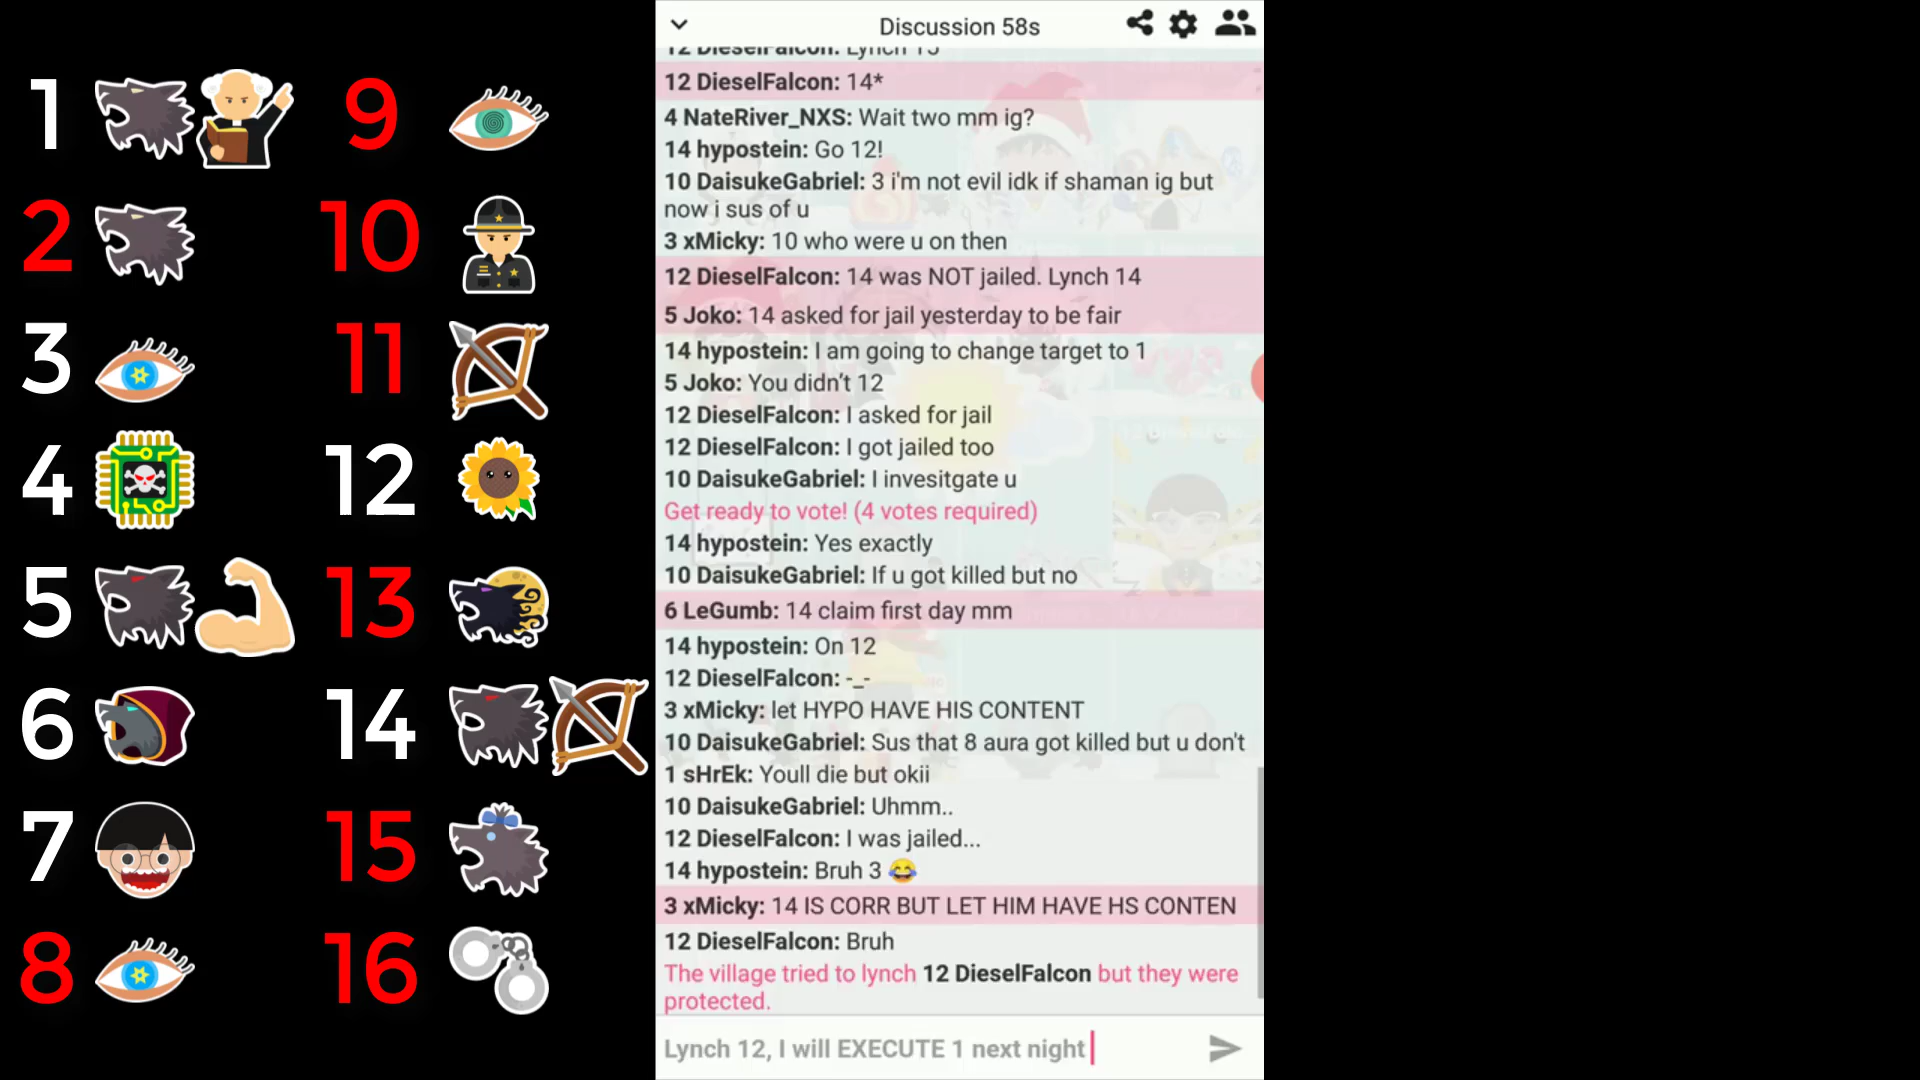 1
2
3
4
5
6
7
8
9
10
11
12
13
14
15
16
Discussion 58s
12 DieselFalcon: Lynch 15
12 DieselFalcon: 14*
4 NateRiver_NXS: Wait two mm ig?
14 hypostein: Go 12!
10 DaisukeGabriel: 3 i'm not evil idk if shaman ig but
now i sus of u
3 xMicky: 10 who were u on then
12 DieselFalcon: 14 was NOT jailed. Lynch 14
5 Joko: 14 asked for jail yesterday to be fair
14 hypostein: I am going to change target to 1
5 Joko: You didn't 12
12 DieselFalcon: I asked for jail
12 DieselFalcon: I got jailed too
10 DaisukeGabriel: I invesitgate u
Get ready to vote! (4 votes required)
14 hypostein: Yes exactly
10 DaisukeGabriel: If u got killed but no
6 LeGumb: 14 claim first day mm
14 hypostein: On 12
12 DieselFalcon: -_-
3 xMicky: let HYPO HAVE HIS CONTENT
10 DaisukeGabriel: Sus that 8 aura got killed but u don't
1 sHrEk: Youll die but okii
10 DaisukeGabriel: Uhmm..
12 DieselFalcon: I was jailed...
14 hypostein: Bruh 3 😂
3 xMicky: 14 IS CORR BUT LET HIM HAVE HS CONTEN
12 DieselFalcon: Bruh
The village tried to lynch 12 DieselFalcon but they were
protected.
Lynch 12, I will EXECUTE 1 next night